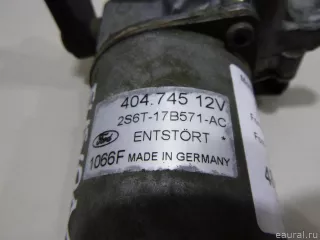 404.745 12V
2S6T-17B571-AC
Ford ENTSTÖRT
1066F MADE IN GERMANY
© eaural.ru